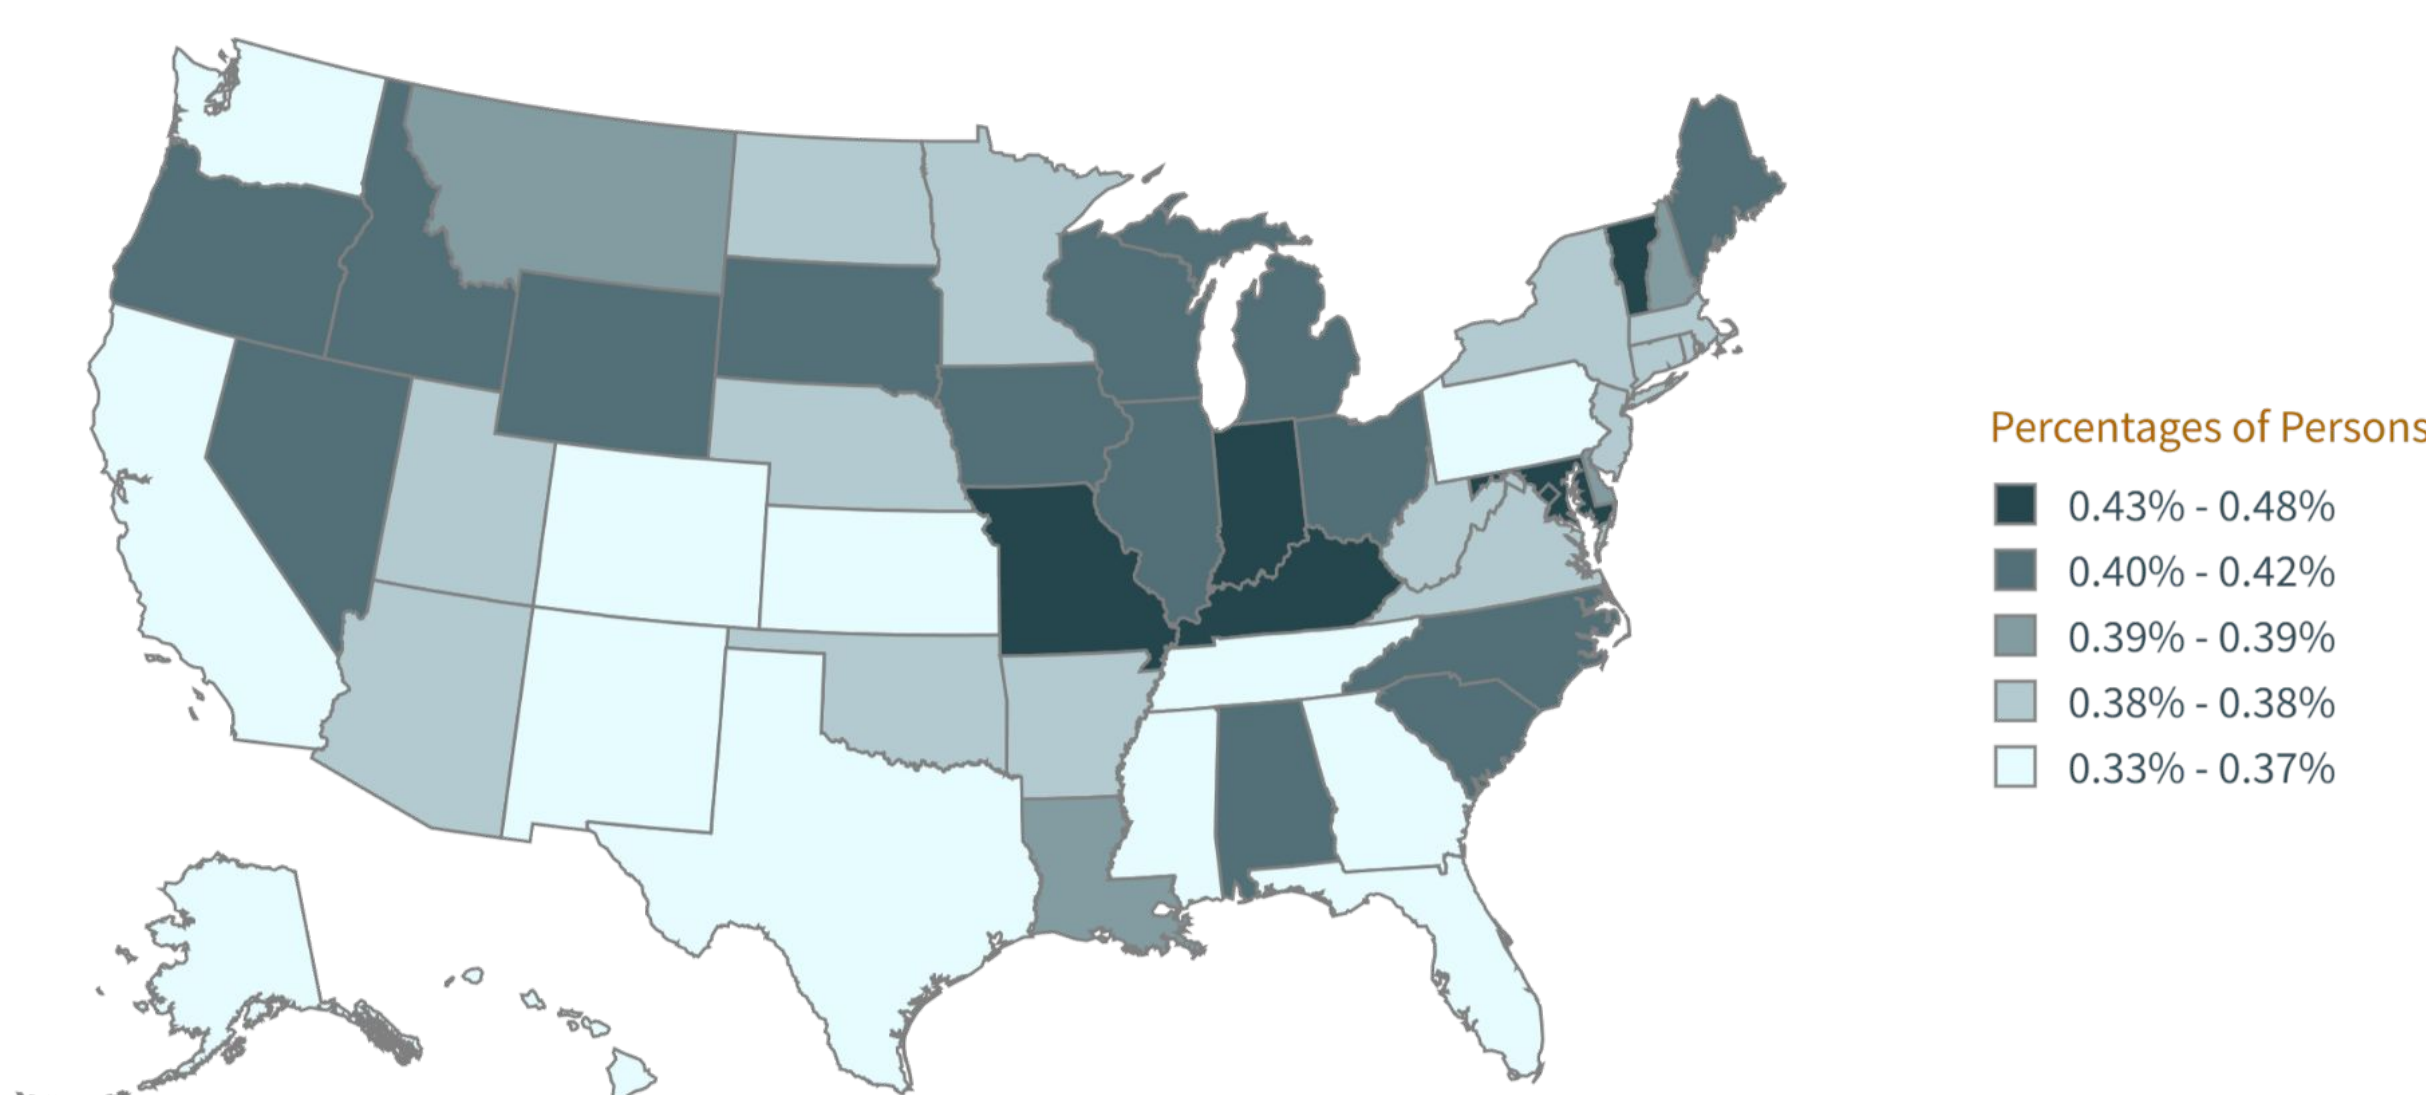 Percentages of Persons
0.43% - 0.48%
0.40% - 0.42%
0.39% - 0.39%
0.38% - 0.38%
0.33% - 0.37%